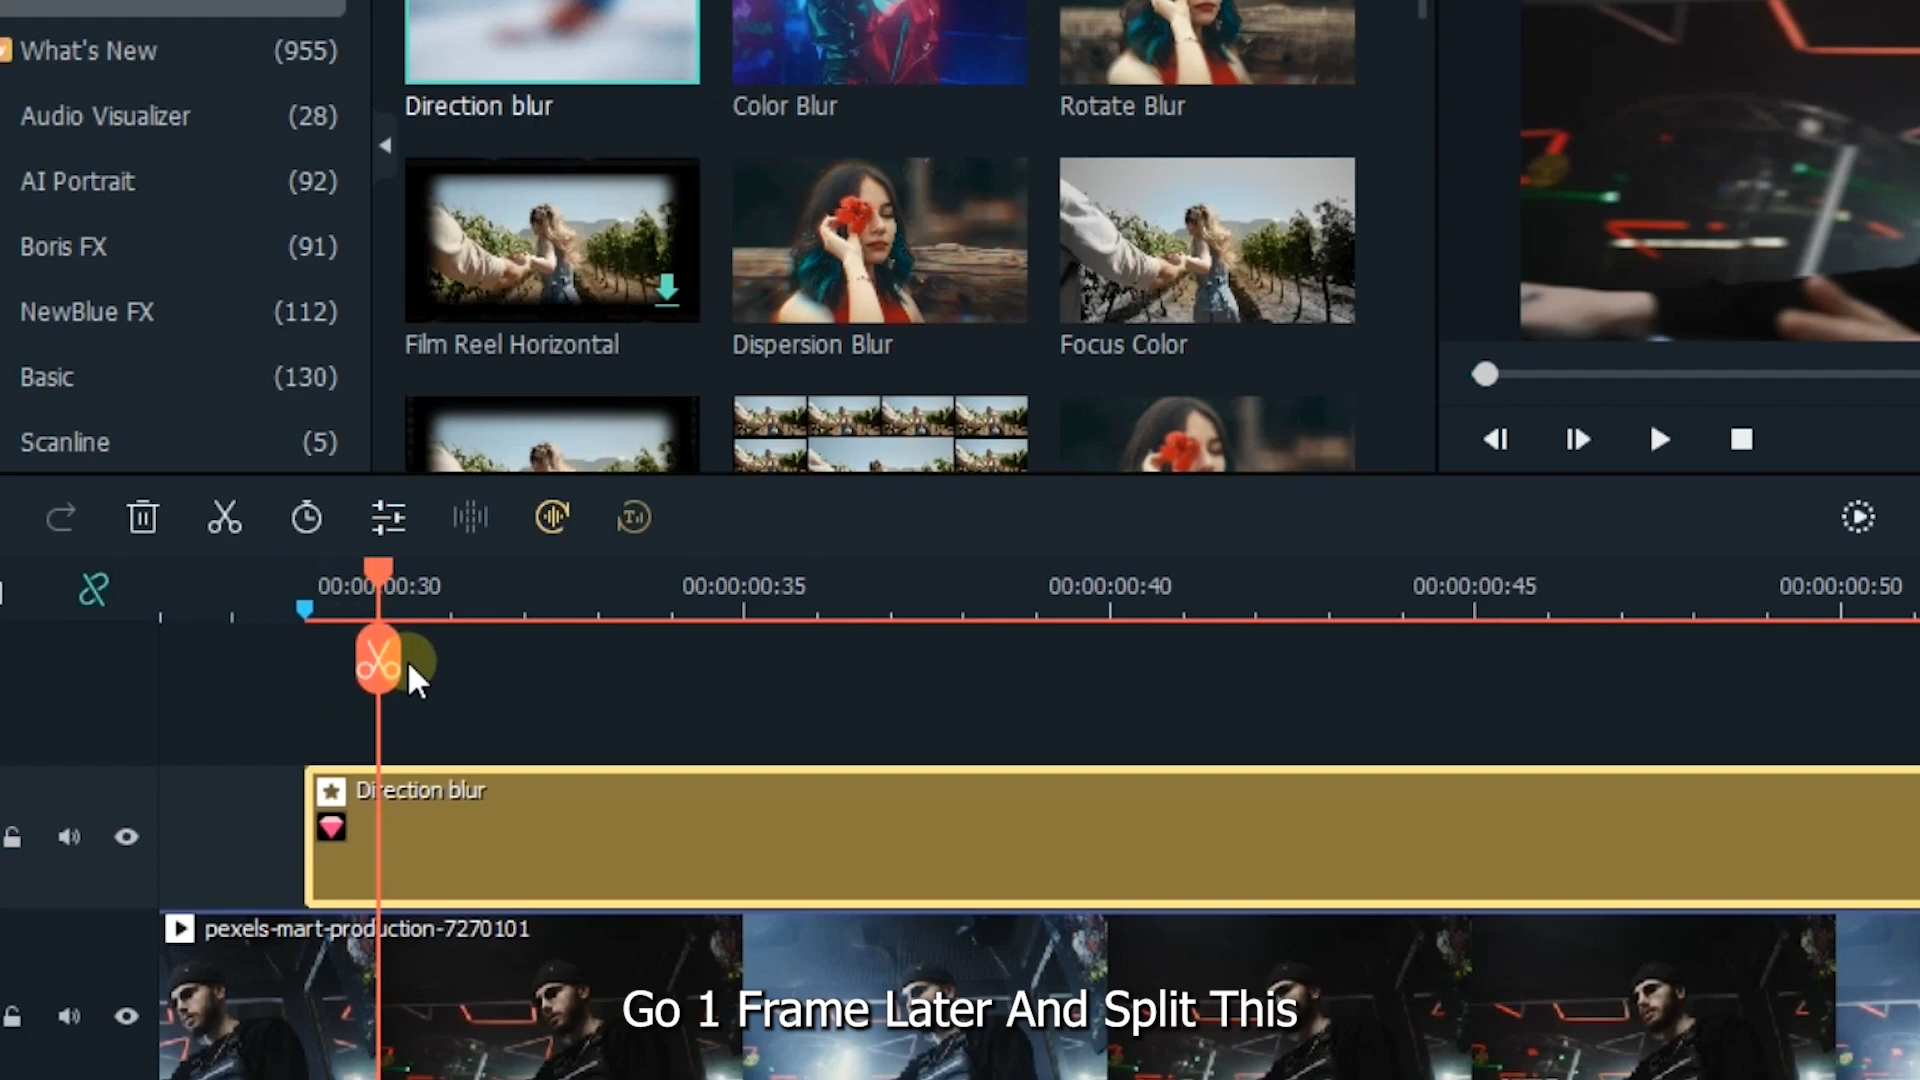 What's New (955)
Audio Visualizer (28)
AI Portrait (92)
Boris FX (91)
NewBlue FX (112)
Basic (130)
Scanline (5)
Direction blur
Color Blur
Rotate Blur
Film Reel Horizontal
Dispersion Blur
Focus Color
00:00:00:30
00:00:00:35
00:00:00:40
00:00:00:45
00:00:00:50
Direction blur
pexels-mart-production-7270101
Go 1 Frame Later And Split This